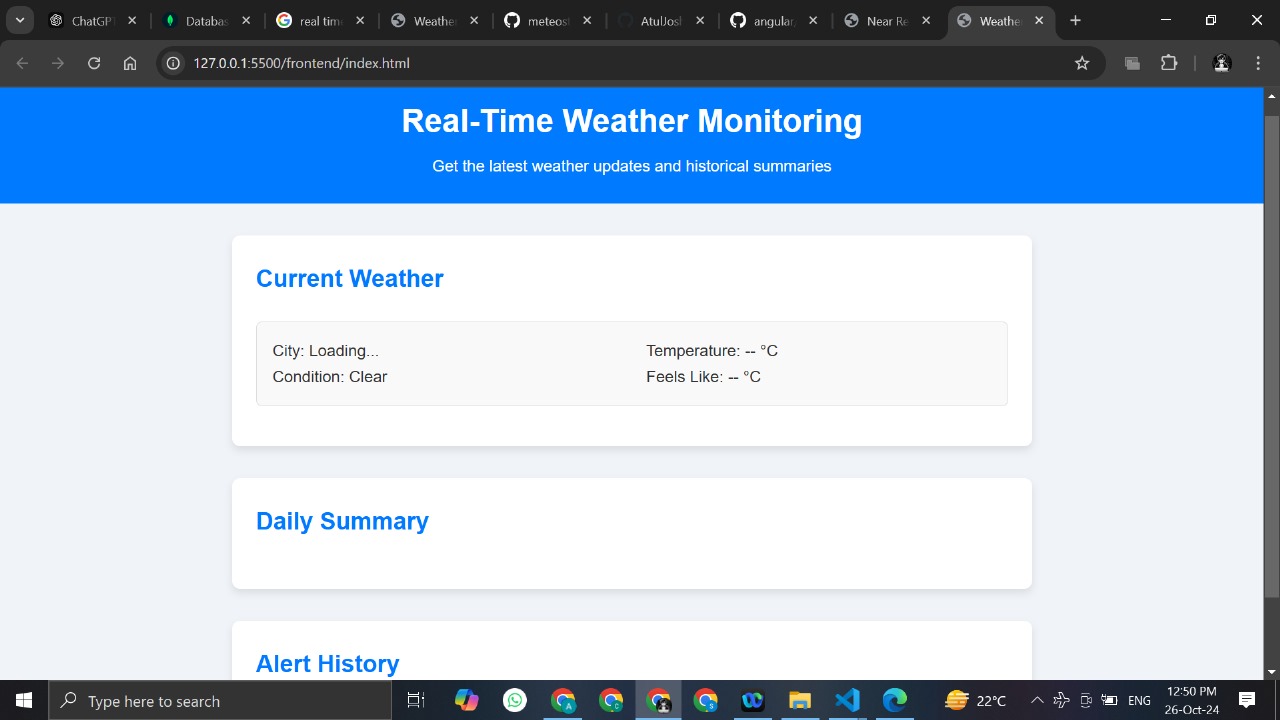 ChatGPT
Databas
real time
Weather
meteost
AtulJosh
angular,
Near Re
Weather
127.0.0.1:5500/frontend/index.html
Real-Time Weather Monitoring
Get the latest weather updates and historical summaries
Current Weather
City: Loading... Temperature: -- °C
Condition: Clear Feels Like: -- °C
Daily Summary
Alert History
Type here to search
22°C
ENG
12:50 PM
26-Oct-24